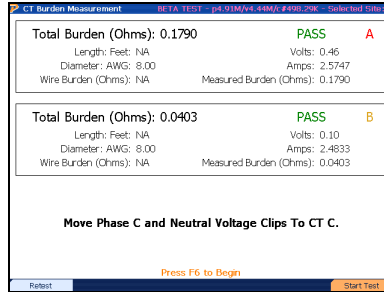 CT Burden Measurement BETA TEST - p4.91M/v4.44M/c#498.29K - Selected Site:
Total Burden (Ohms): 0.1790 PASS A
Length: Feet: NA Volts: 0.46
Diameter: AWG: 8.00 Amps: 2.5747
Wire Burden (Ohms): NA Measured Burden (Ohms): 0.1790
Total Burden (Ohms): 0.0403 PASS B
Length: Feet: NA Volts: 0.10
Diameter: AWG: 8.00 Amps: 2.4833
Wire Burden (Ohms): NA Measured Burden (Ohms): 0.0403
Move Phase C and Neutral Voltage Clips To CT C.
Press F6 to Begin
Retest Start Test